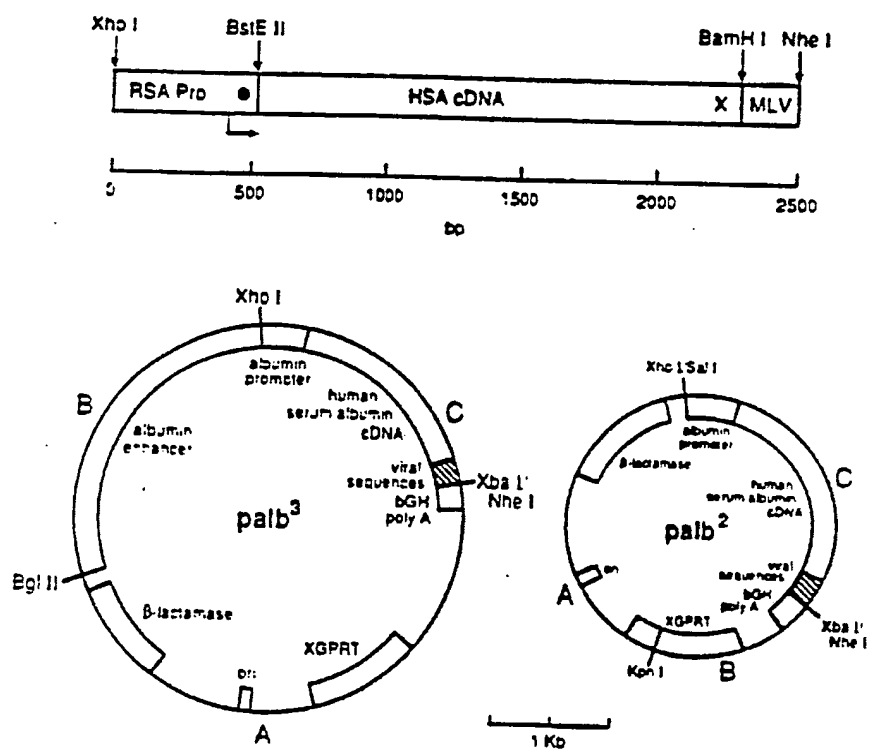 Xho I
BstE II
BamH I Nhe I
RSA Pro
HSA cDNA
X
MLV
0
500
1000
1500
2000
2500
bp
Xho I
albumin
promoter
human
serum albumin
cDNA
B
C
albumin
enhancer
viral
sequences
bGH
poly A
Xba I'
Nhe I
palb3
Bgl II
β-lactamase
XGPRT
ori
A
Xho I'Sal I
albumin
promoter
β-lactamase
human
serum albumin
cDNA
C
palb2
ori
A
viral
sequences
bGH
poly A
XGPRT
Xba I'
Nhe I
Kpn I
B
1 Kb